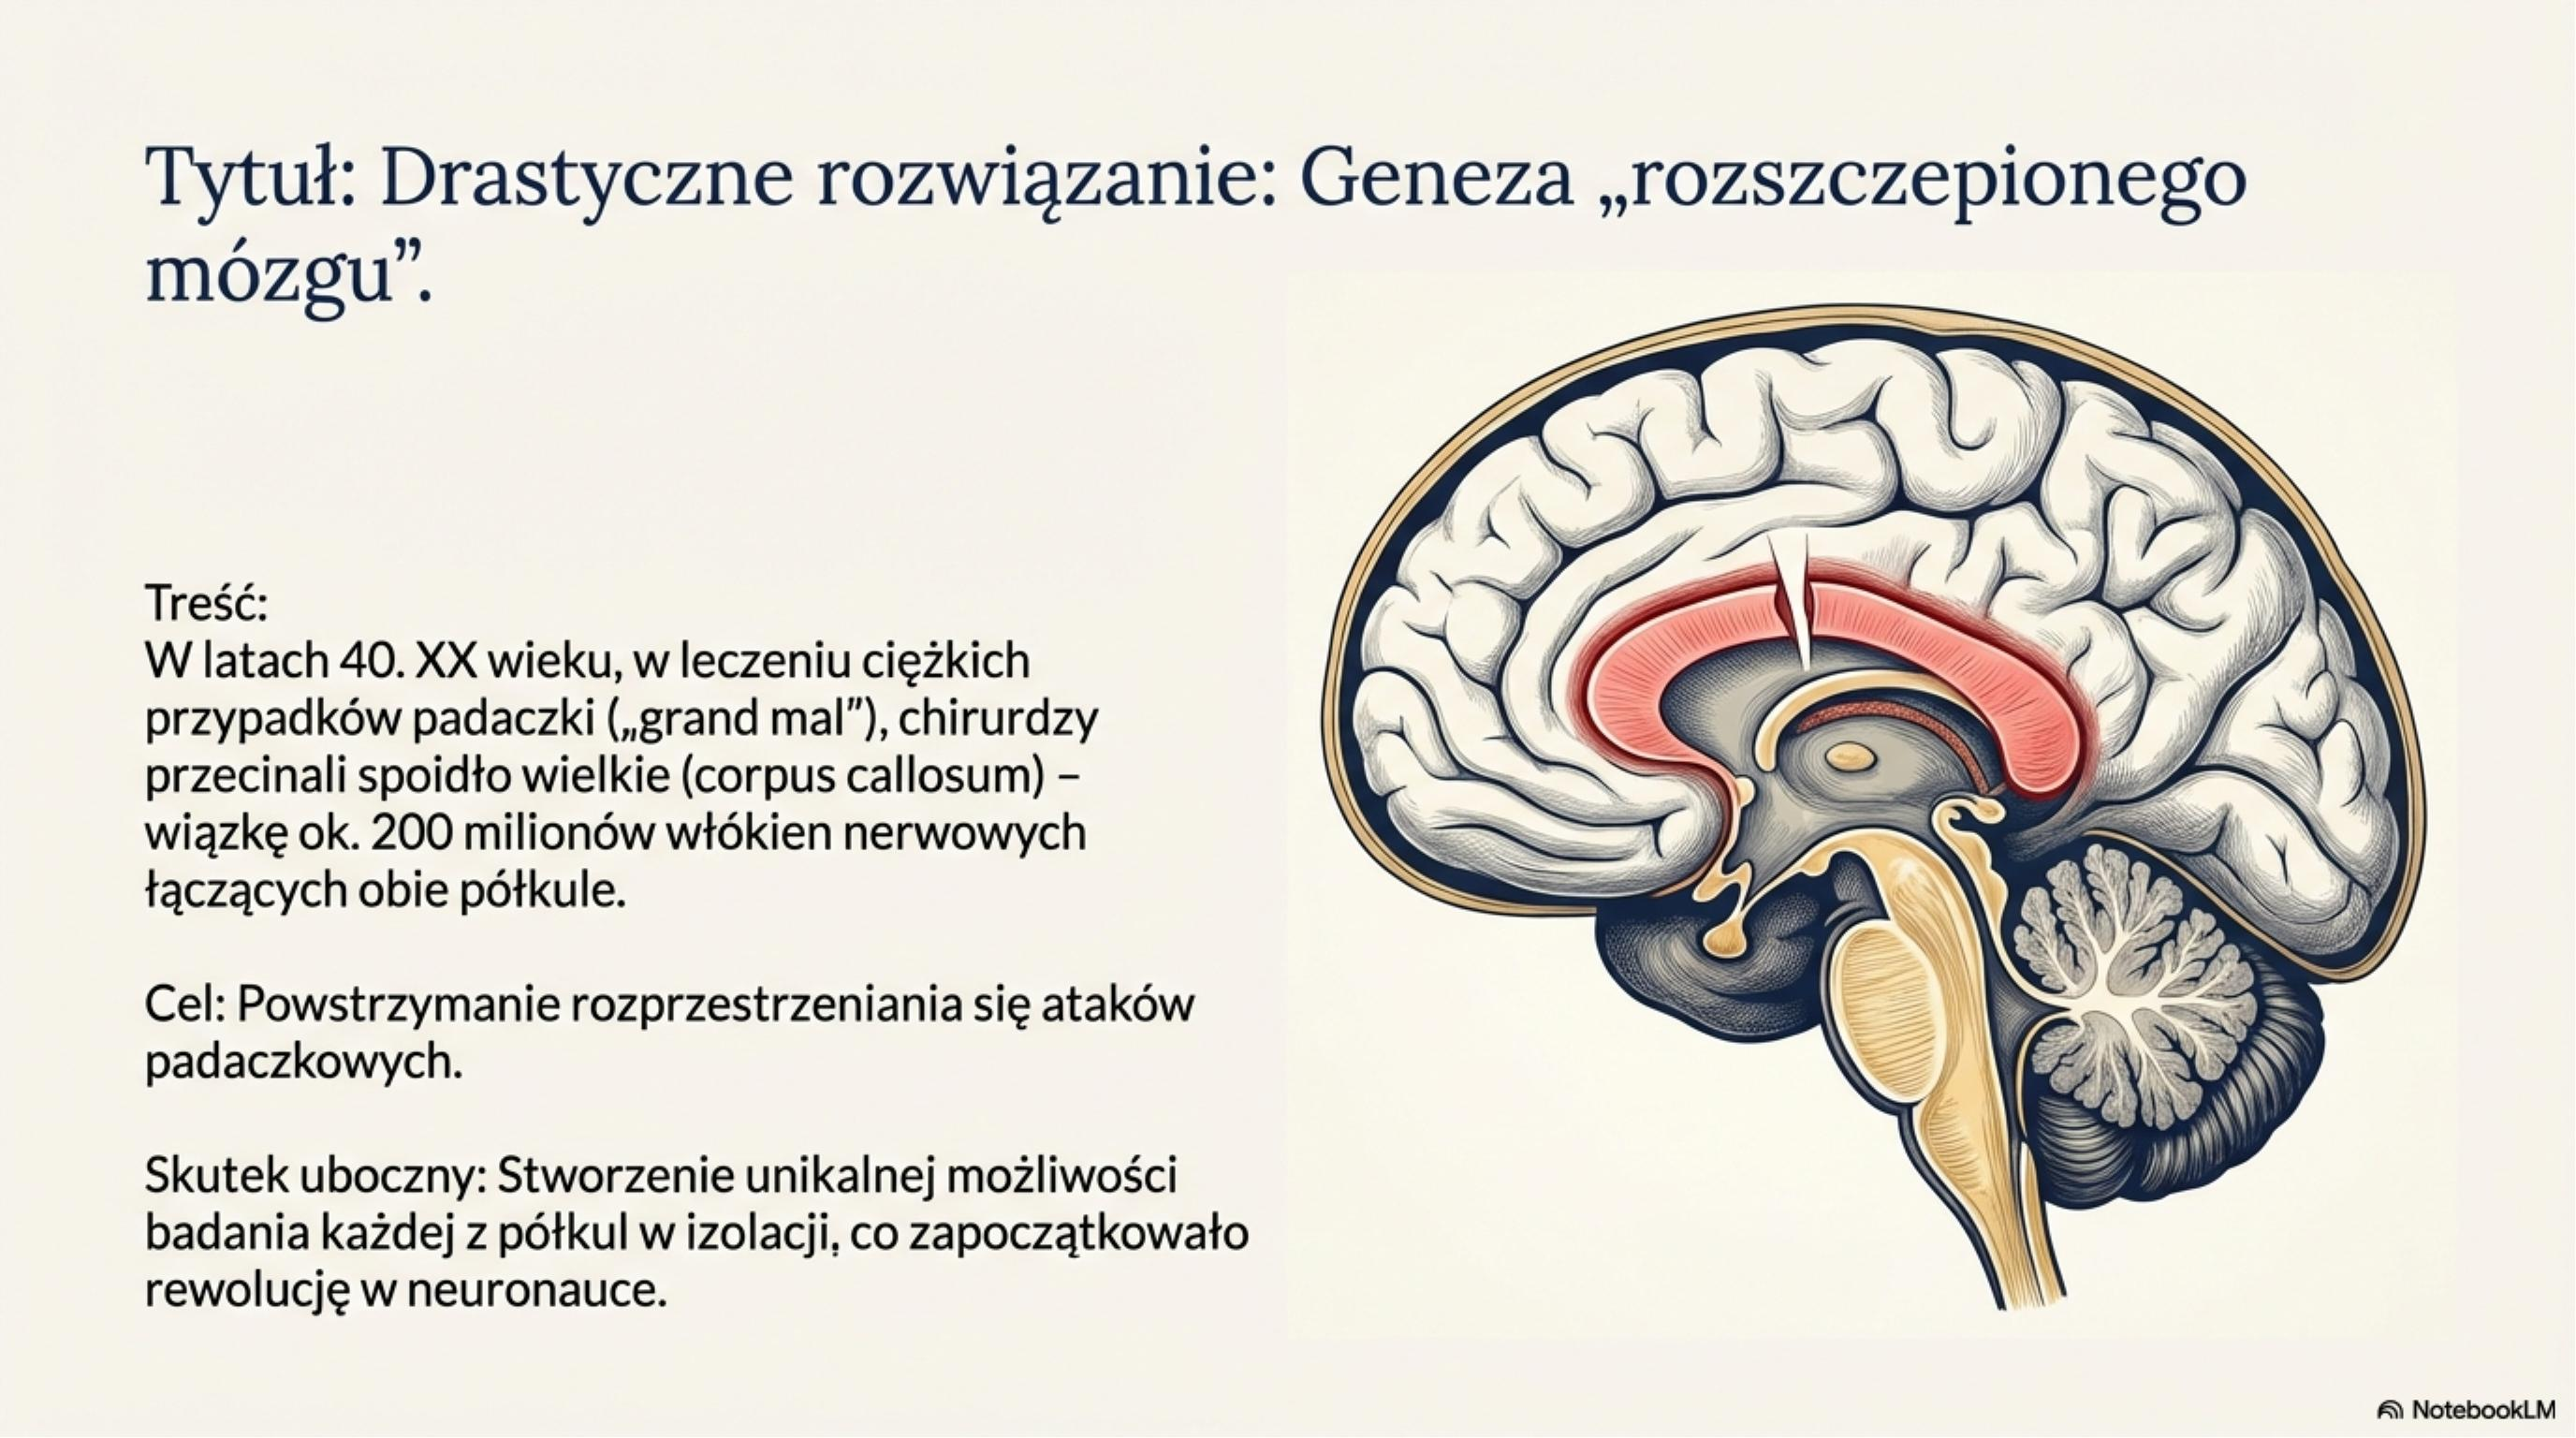 Tytuł: Drastyczne rozwiązanie: Geneza „rozszczepionego
mózgu”.
Treść:
W latach 40. XX wieku, w leczeniu ciężkich
przypadków padaczki („grand mal”), chirurdzy
przecinali spoidło wielkie (corpus callosum) –
wiązkę ok. 200 milionów włókien nerwowych
łączących obie półkule.
Cel: Powstrzymanie rozprzestrzeniania się ataków
padaczkowych.
Skutek uboczny: Stworzenie unikalnej możliwości
badania każdej z półkul w izolacji, co zapoczątkowało
rewolucję w neuronauce.
NotebookLM